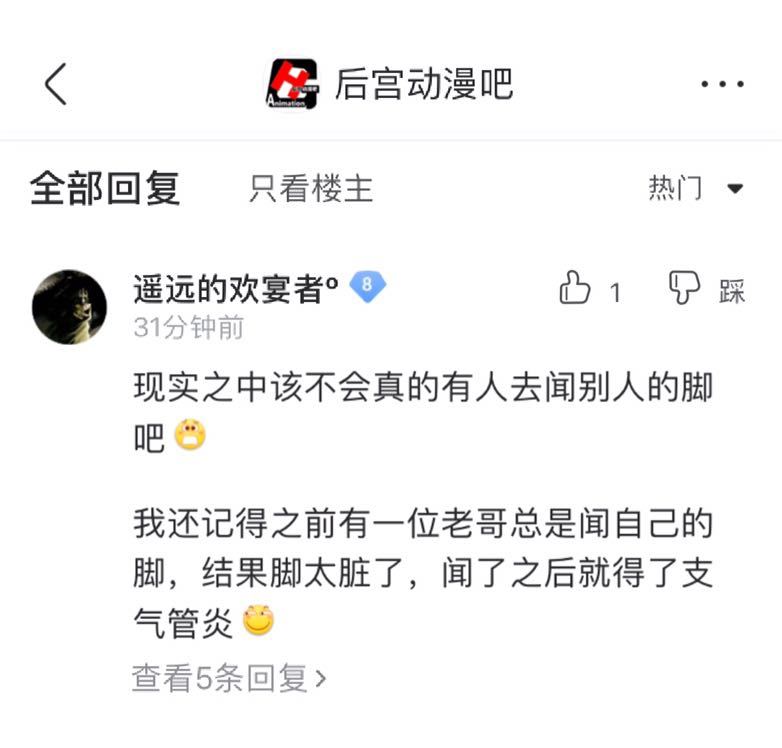 后宫动漫吧
Animation
全部回复 只看楼主 热门
遥远的欢宴者º 8 1 踩
31分钟前
现实之中该不会真的有人去闻别人的脚
吧
我还记得之前有一位老哥总是闻自己的
脚，结果脚太脏了，闻了之后就得了支
气管炎
查看5条回复